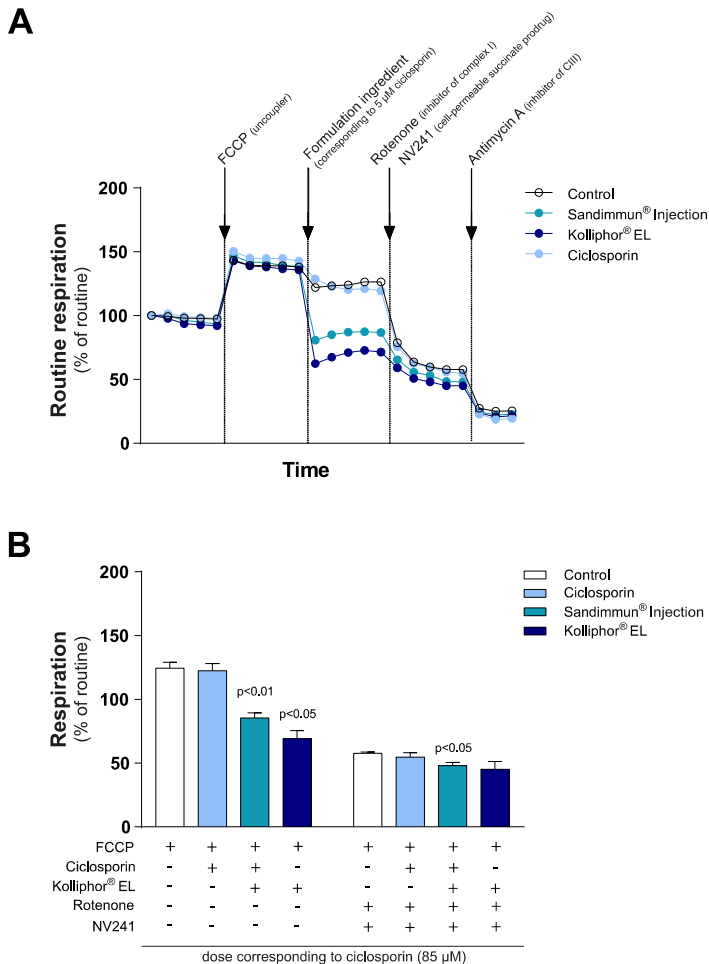 A
FCCP (uncoupler)
Formulation ingredient
(corresponding to 5 µM ciclosporin)
Rotenone (inhibitor of complex I)
NV241 (cell-permeable succinate prodrug)
Antimycin A (inhibitor of CIII)
200
150
100
50
0
Routine respiration
(% of routine)
Time
Control
Sandimmun® Injection
Kolliphor® EL
Ciclosporin
B
Control
Ciclosporin
Sandimmun® Injection
Kolliphor® EL
200
150
100
50
0
Respiration
(% of routine)
p<0.01
p<0.05
p<0.05
FCCP + + + + + + + +
Ciclosporin - + + - - + + -
Kolliphor® EL - - + + - - + +
Rotenone - - - - + + + +
NV241 - - - - + + + +
dose corresponding to ciclosporin (85 µM)